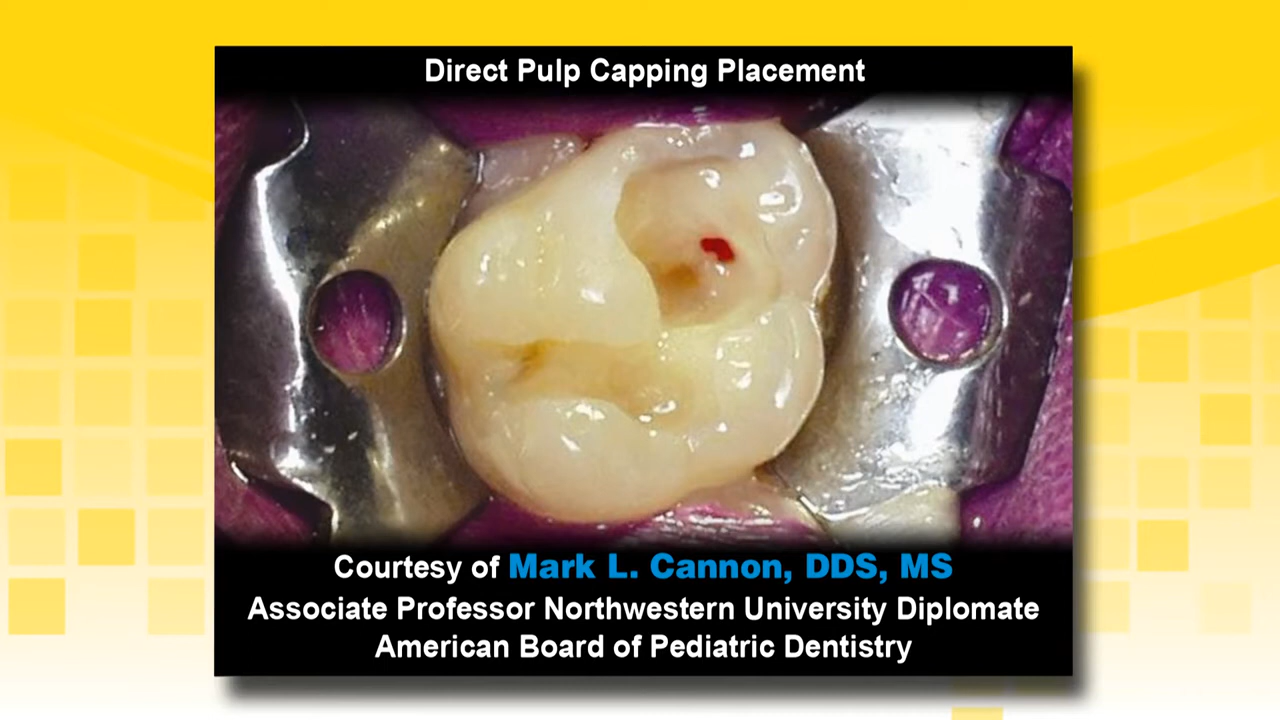 Direct Pulp Capping Placement
Courtesy of Mark L. Cannon, DDS, MS
Associate Professor Northwestern University Diplomate
American Board of Pediatric Dentistry